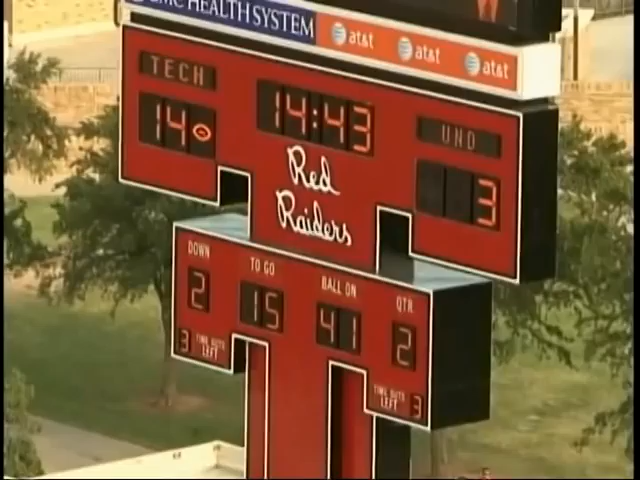 MC HEALTH SYSTEM
at&t at&t at&t
TECH
14:43
UND
14
3
Red
Raiders
DOWN TO GO BALL ON QTR
2 15 41 2
3 TIME OUTS
LEFT
TIME OUTS
LEFT 3